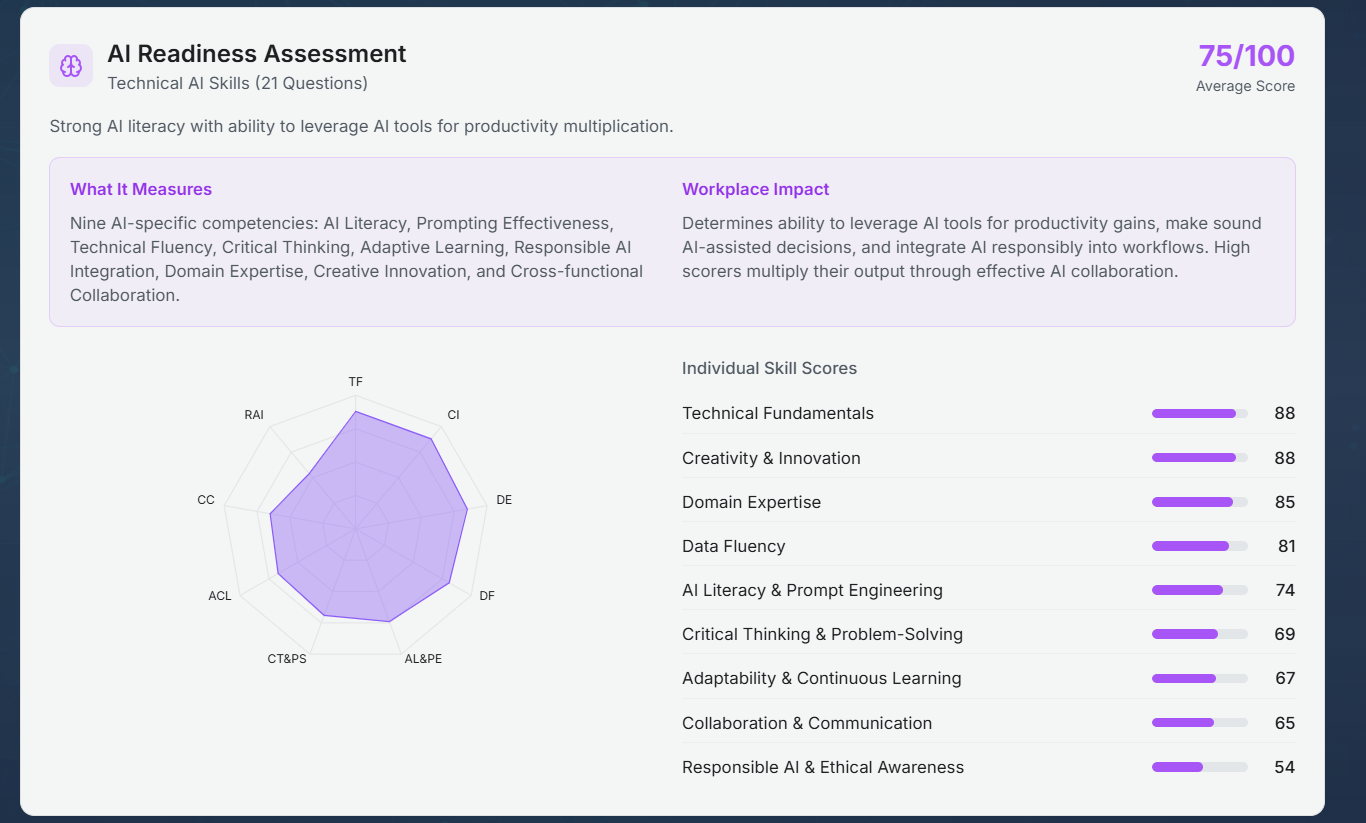 AI Readiness Assessment
Technical AI Skills (21 Questions)
75/100
Average Score
Strong AI literacy with ability to leverage AI tools for productivity multiplication.
What It Measures
Nine AI-specific competencies: AI Literacy, Prompting Effectiveness,
Technical Fluency, Critical Thinking, Adaptive Learning, Responsible AI
Integration, Domain Expertise, Creative Innovation, and Cross-functional
Collaboration.
Workplace Impact
Determines ability to leverage AI tools for productivity gains, make sound
AI-assisted decisions, and integrate AI responsibly into workflows. High
scorers multiply their output through effective AI collaboration.
TF
CI
DE
DF
AL&PE
CT&PS
ACL
CC
RAI
Individual Skill Scores
Technical Fundamentals 88
Creativity & Innovation 88
Domain Expertise 85
Data Fluency 81
AI Literacy & Prompt Engineering 74
Critical Thinking & Problem-Solving 69
Adaptability & Continuous Learning 67
Collaboration & Communication 65
Responsible AI & Ethical Awareness 54